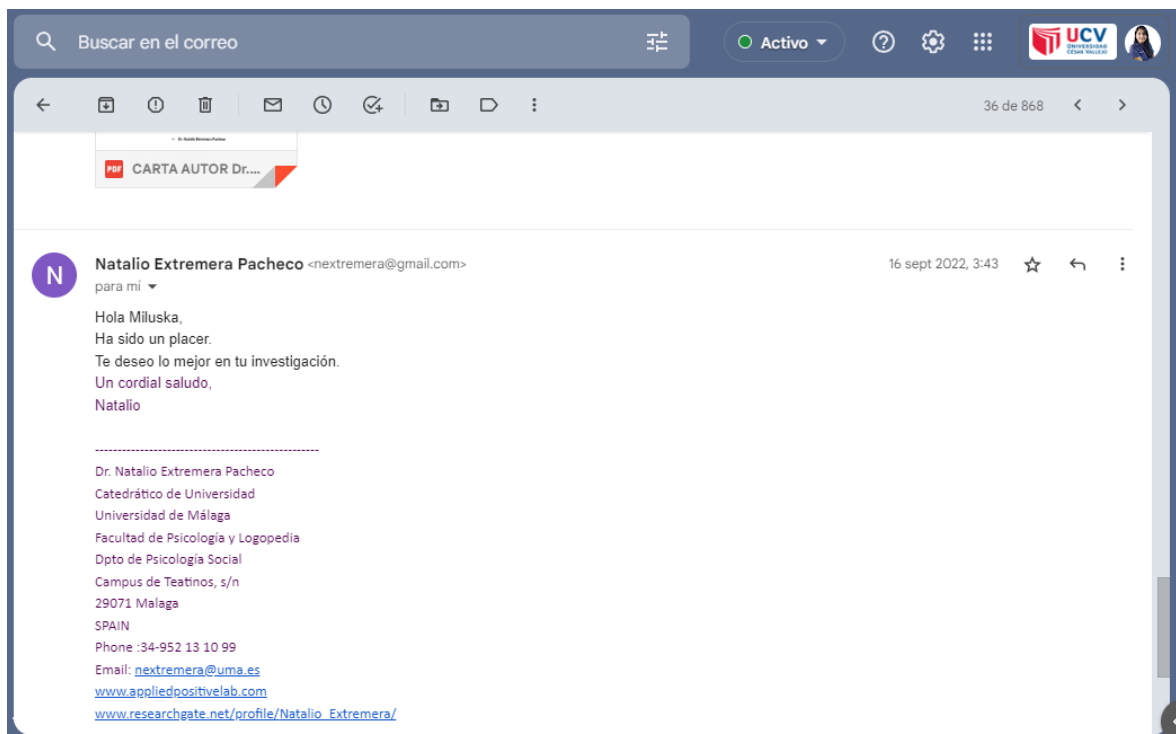 Buscar en el correo
Activo
UCV
UNIVERSIDAD
CÉSAR VALLEJO
36 de 868
PDF CARTA AUTOR Dr....
N
Natalio Extremera Pacheco <nextremera@gmail.com>
16 sept 2022, 3:43
para mí
Hola Miluska,
Ha sido un placer.
Te deseo lo mejor en tu investigación.
Un cordial saludo,
Natalio
--------------------------------------------------
Dr. Natalio Extremera Pacheco
Catedrático de Universidad
Universidad de Málaga
Facultad de Psicología y Logopedia
Dpto de Psicología Social
Campus de Teatinos, s/n
29071 Malaga
SPAIN
Phone :34-952 13 10 99
Email: nextremera@uma.es
www.appliedpositivelab.com
www.researchgate.net/profile/Natalio_Extremera/